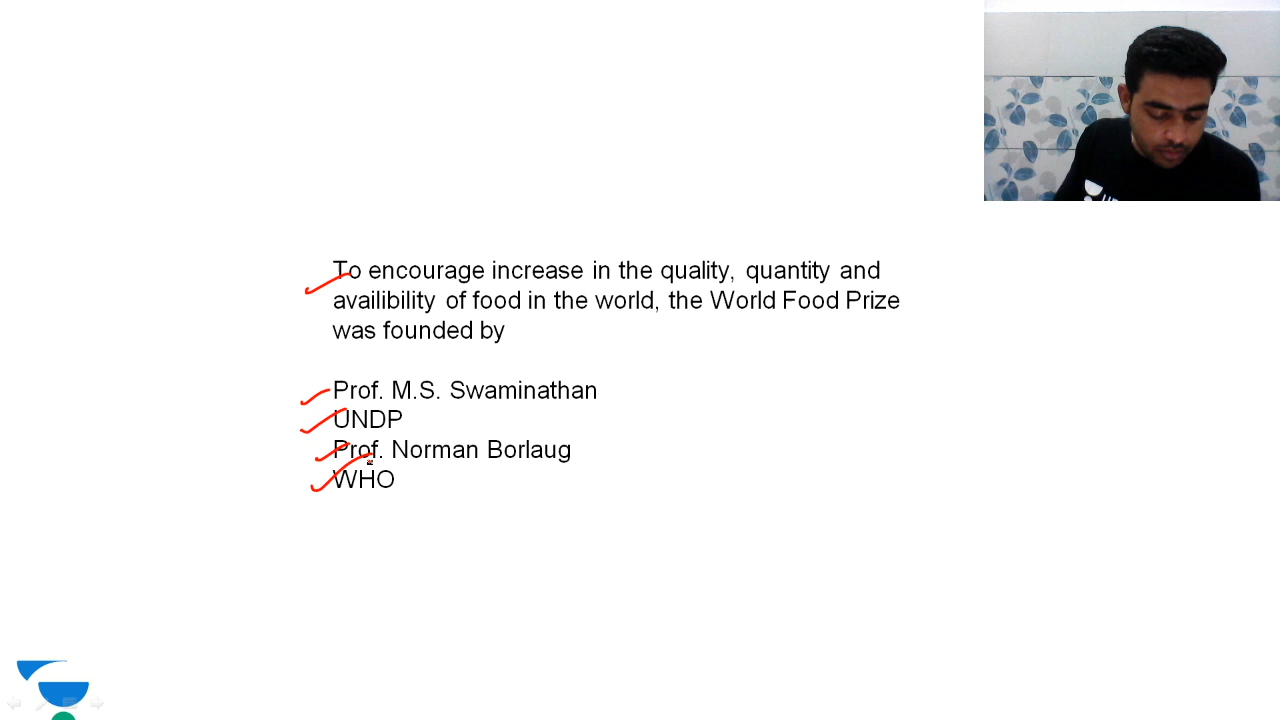 To encourage increase in the quality, quantity and
availibility of food in the world, the World Food Prize
was founded by
Prof. M.S. Swaminathan
UNDP
Prof. Norman Borlaug
WHO